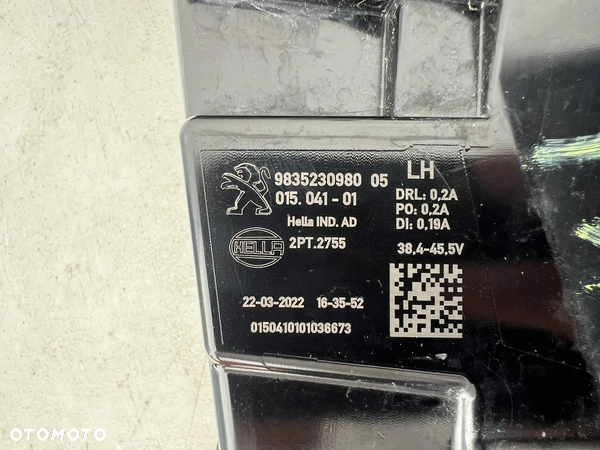 9835230980 05 LH
015. 041 - 01
DRL: 0,2A
PO: 0,2A
DI: 0,19A
Hella IND. AD
HELLA
2PT.2755
38,4-45,5V
22-03-2022 16-35-52
0150410101036673
OTOMOTO